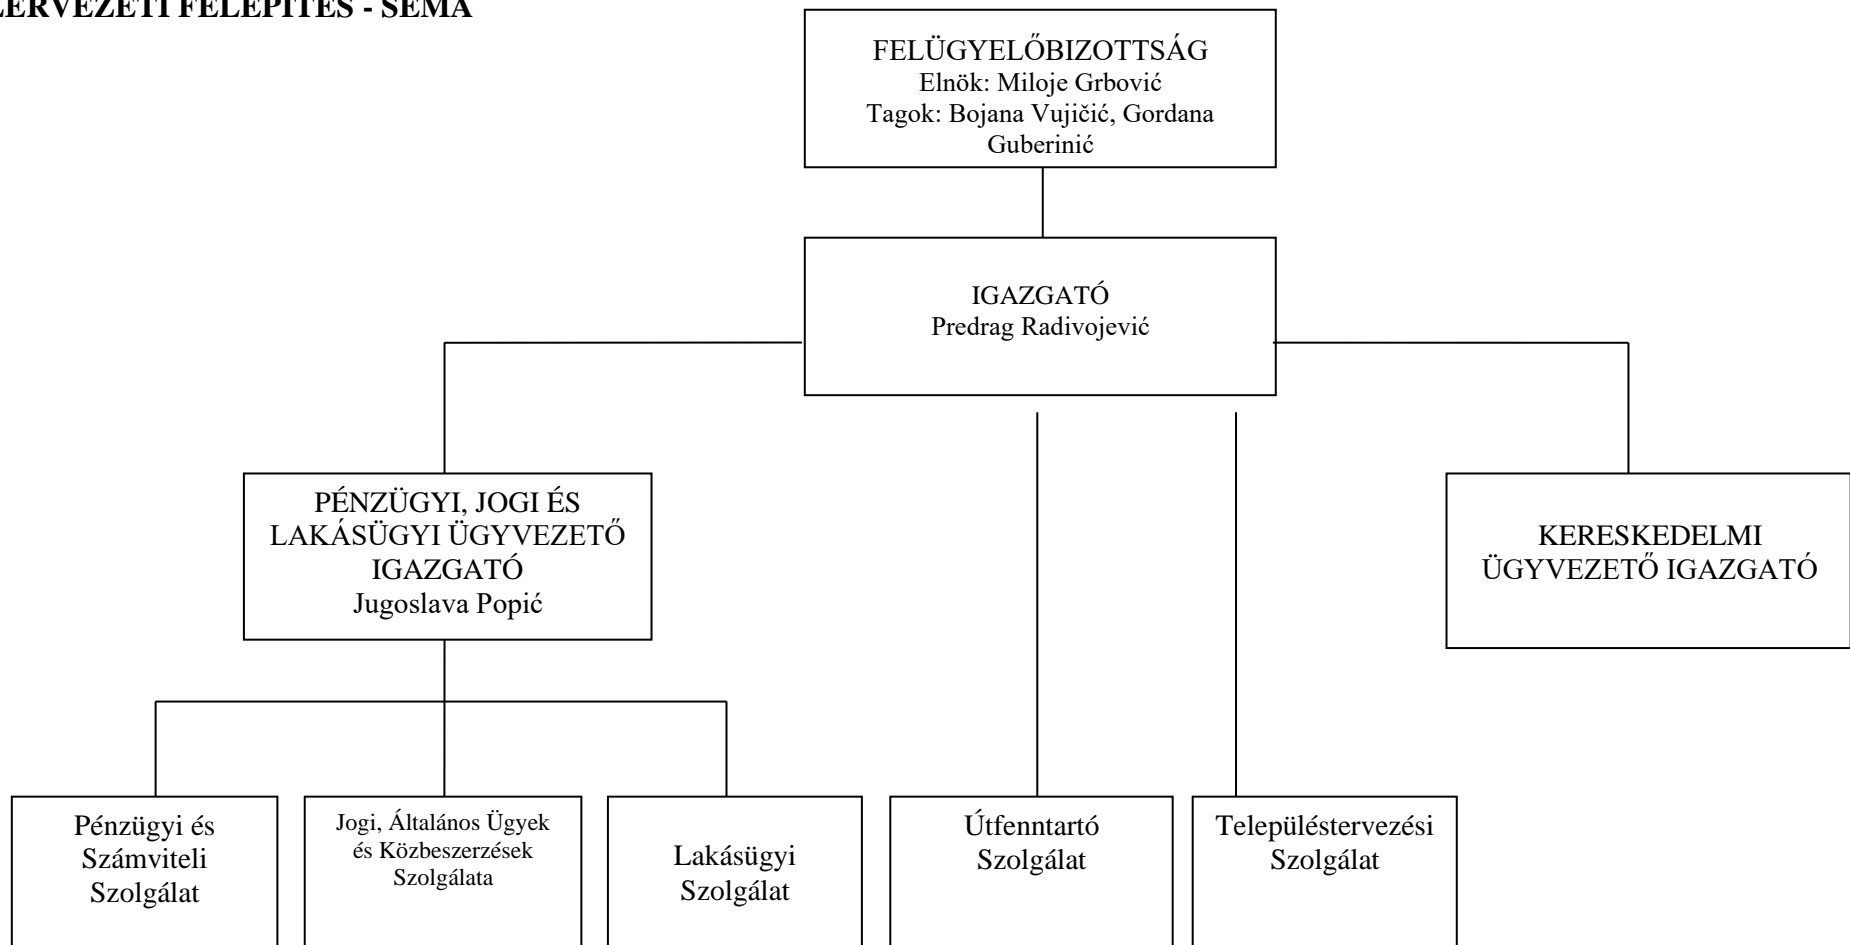 ZERVEZETI FELÉPÍTÉS - SÉMA
FELÜGYELŐBIZOTTSÁG
Elnök: Miloje Grbović
Tagok: Bojana Vujičić, Gordana
Guberinić
IGAZGATÓ
Predrag Radivojević
PÉNZÜGYI, JOGI ÉS
LAKÁSÜGYI ÜGYVEZETŐ
IGAZGATÓ
Jugoslava Popić
KERESKEDELMI
ÜGYVEZETŐ IGAZGATÓ
Pénzügyi és
Számviteli
Szolgálat
Jogi, Általános Ügyek
és Közbeszerzések
Szolgálata
Lakásügyi
Szolgálat
Útfenntartó
Szolgálat
Településtervezési
Szolgálat